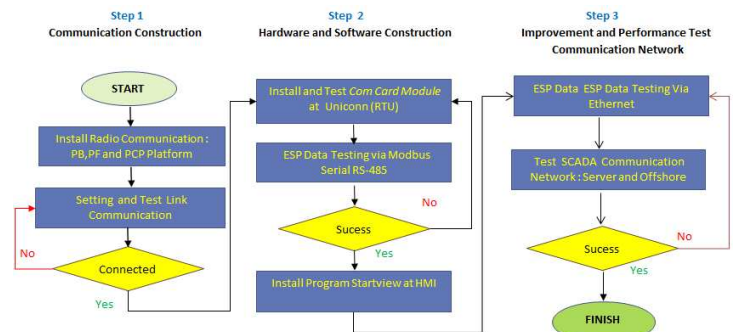 Step 1
Communication Construction
START
Install Radio Communication :
PB,PF and PCP Platform
Setting and Test Link
Communication
No
Connected
Yes
Step 2
Hardware and Software Construction
Install and Test Com Card Module
at Uniconn (RTU)
ESP Data Testing via Modbus
Serial RS-485
No
Sucess
Yes
Install Program Startview at HMI
Step 3
Improvement and Performance Test
Communication Network
ESP Data ESP Data Testing Via
Ethernet
Test SCADA Communication
Network : Server and Offshore
Sucess
No
Yes
FINISH